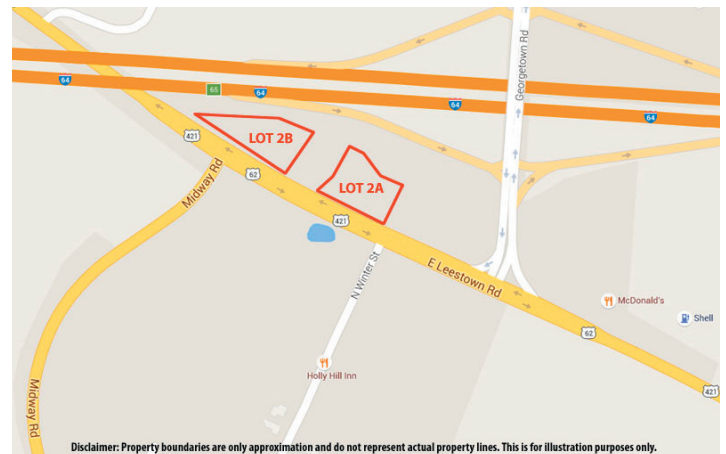 64
65
64
64
64
Georgetown Rd
421
LOT 2B
LOT 2A
62
Midway Rd
421
E Leestown Rd
N Winter St
McDonald's
Shell
62
Holly Hill Inn
421
Midway Rd
Disclaimer: Property boundaries are only approximation and do not represent actual property lines. This is for illustration purposes only.